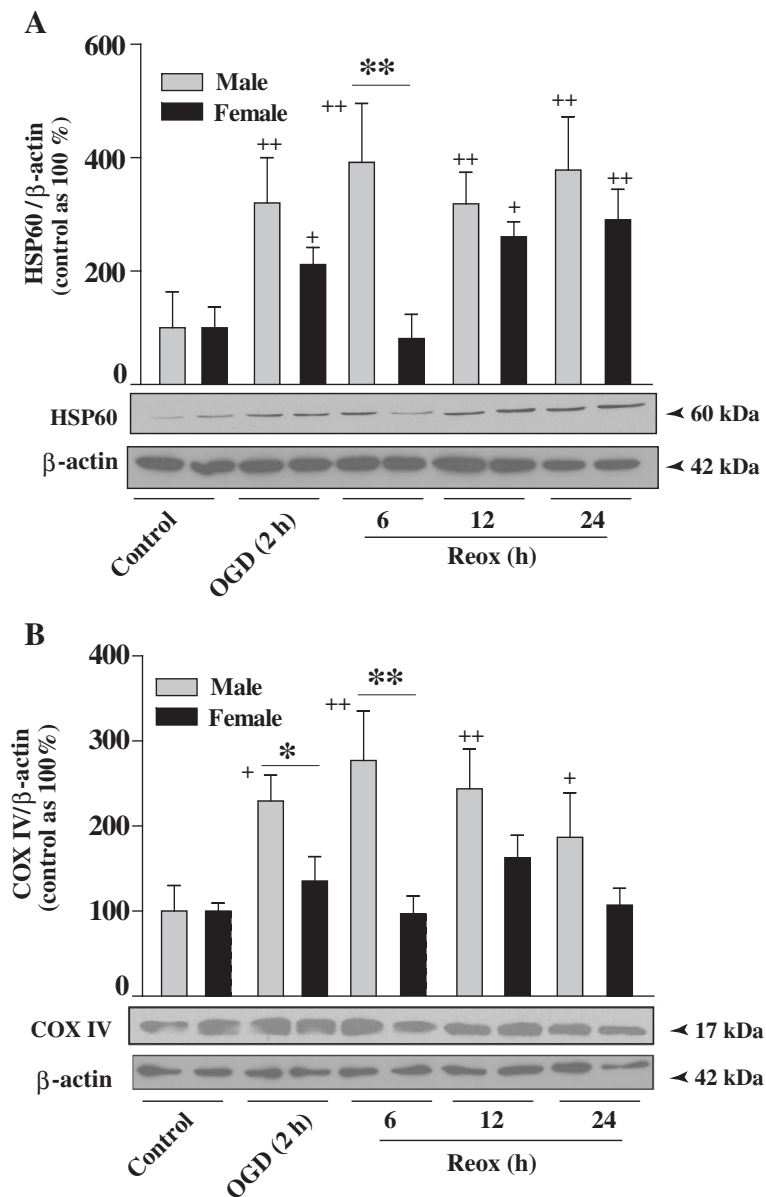 A
600
400
200
0
HSP60/β-actin
(control as 100 %)
Male
Female
**
++
++
+
++
+
++
++
HSP60
60 kDa
β-actin
42 kDa
Control
OGD (2 h)
6 12 24
Reox (h)
B
400
300
200
100
0
COX IV/β-actin
(control as 100%)
Male
Female
**
++
*
+
++
+
COX IV
17 kDa
β-actin
42 kDa
Control
OGD (2 h)
6 12 24
Reox (h)